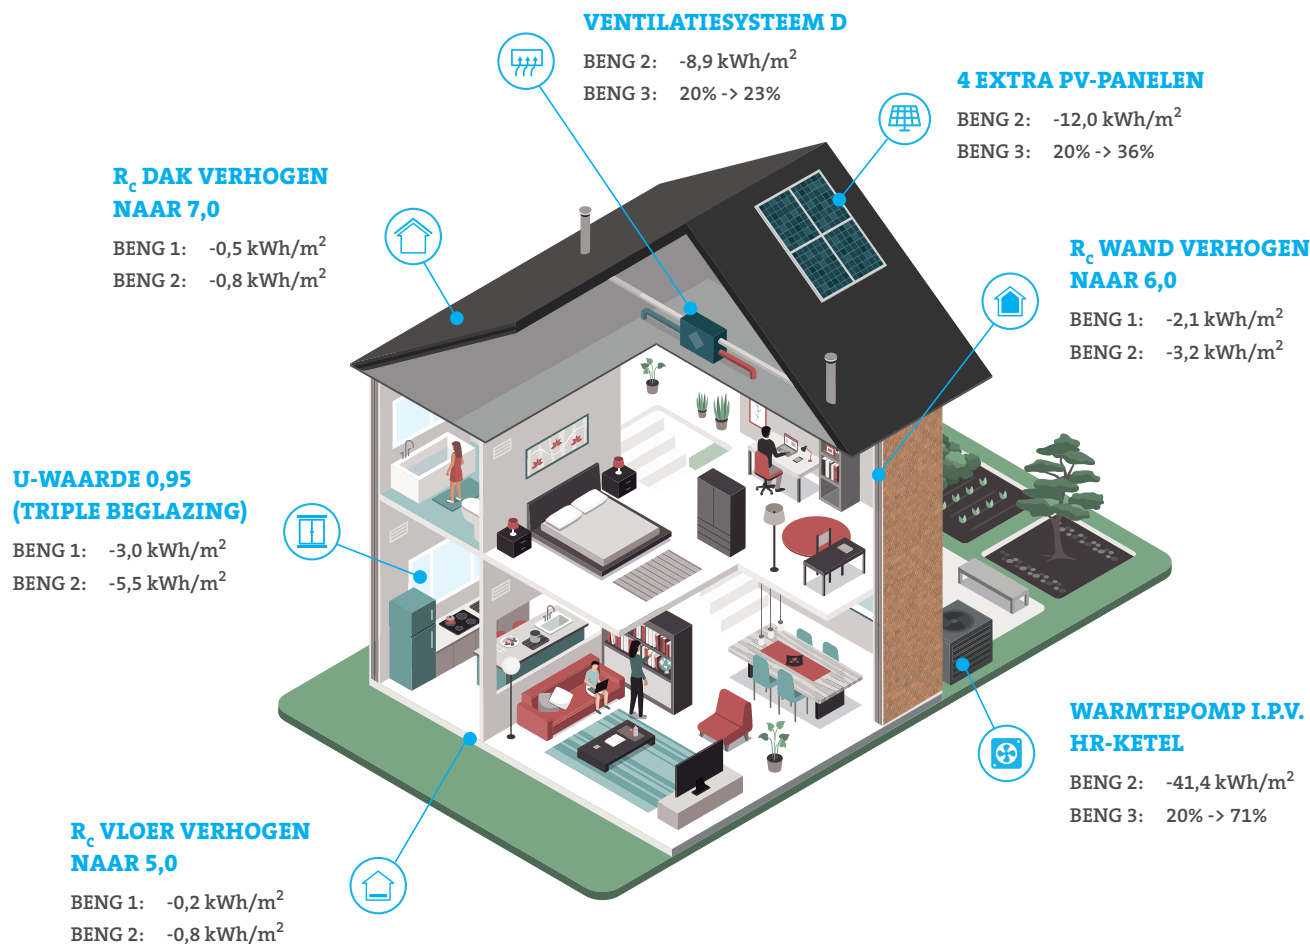 VENTILATIESYSTEEM D
BENG 2: -8,9 kWh/m²
BENG 3: 20% -> 23%
4 EXTRA PV-PANELEN
BENG 2: -12,0 kWh/m²
BENG 3: 20% -> 36%
Rc DAK VERHOGEN
NAAR 7,0
BENG 1: -0,5 kWh/m²
BENG 2: -0,8 kWh/m²
Rc WAND VERHOGEN
NAAR 6,0
BENG 1: -2,1 kWh/m²
BENG 2: -3,2 kWh/m²
U-WAARDE 0,95
(TRIPLE BEGLAZING)
BENG 1: -3,0 kWh/m²
BENG 2: -5,5 kWh/m²
WARMTEPOMP I.P.V.
HR-KETEL
BENG 2: -41,4 kWh/m²
BENG 3: 20% -> 71%
Rc VLOER VERHOGEN
NAAR 5,0
BENG 1: -0,2 kWh/m²
BENG 2: -0,8 kWh/m²